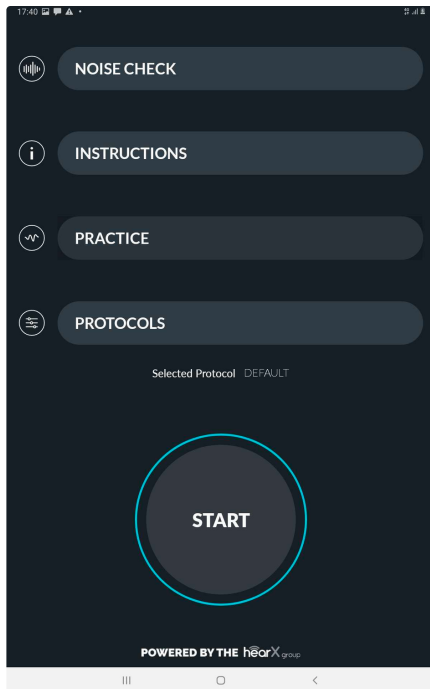 17:40
NOISE CHECK
i INSTRUCTIONS
PRACTICE
PROTOCOLS
Selected Protocol DEFAULT
START
POWERED BY THE hearX group